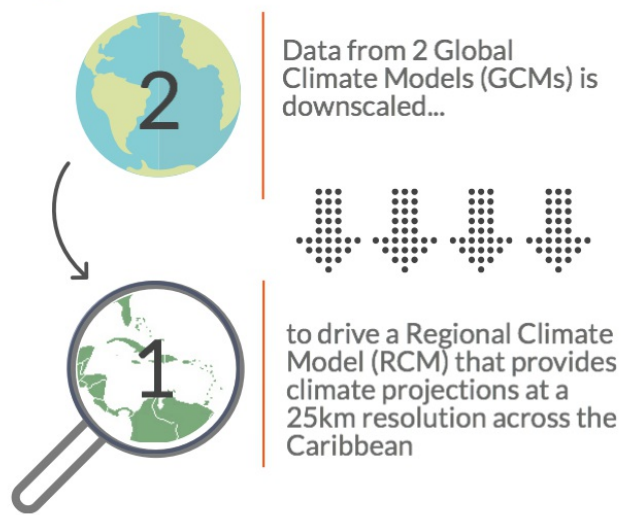 2
Data from 2 Global
Climate Models (GCMs) is
downscaled...
1
to drive a Regional Climate
Model (RCM) that provides
climate projections at a
25km resolution across the
Caribbean